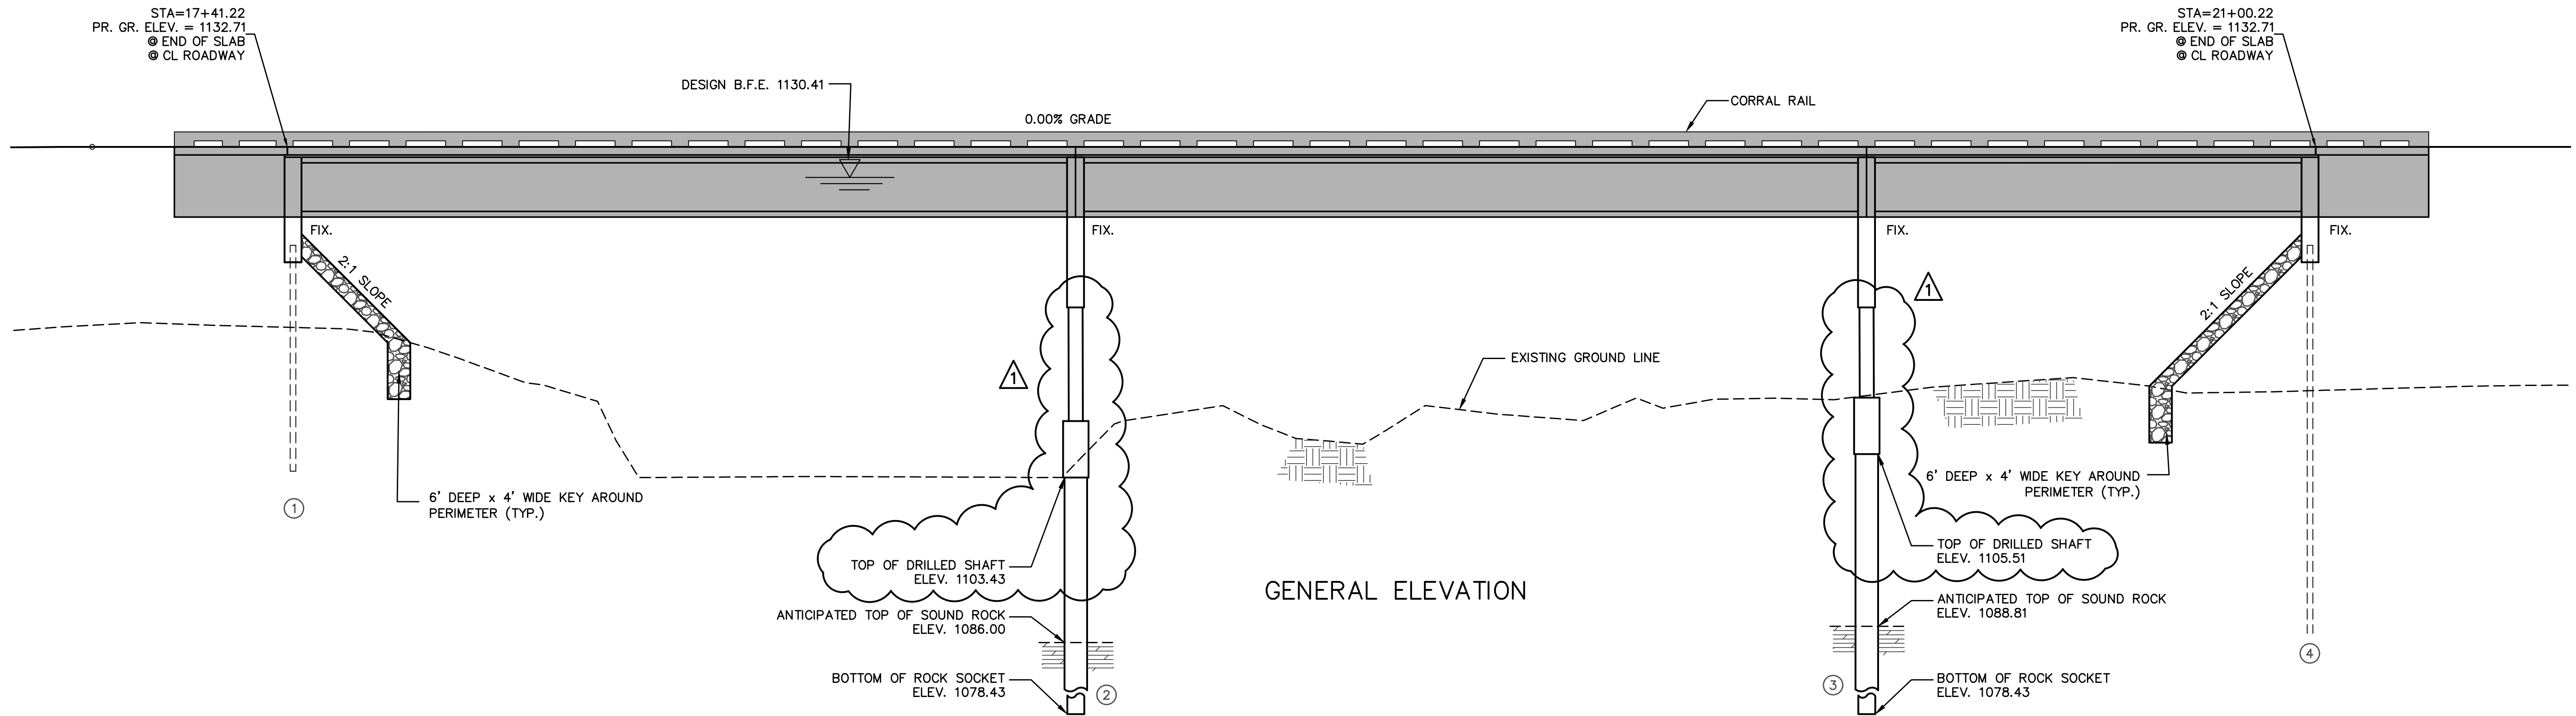 STA=17+41.22
PR. GR. ELEV. = 1132.71
@ END OF SLAB
@ CL ROADWAY
STA=21+00.22
PR. GR. ELEV. = 1132.71
@ END OF SLAB
@ CL ROADWAY
DESIGN B.F.E. 1130.41
CORRAL RAIL
0.00% GRADE
FIX.
FIX.
FIX.
FIX.
2:1 SLOPE
2:1 SLOPE
1
1
EXISTING GROUND LINE
6' DEEP x 4' WIDE KEY AROUND
PERIMETER (TYP.)
6' DEEP x 4' WIDE KEY AROUND
PERIMETER (TYP.)
1
TOP OF DRILLED SHAFT
ELEV. 1103.43
TOP OF DRILLED SHAFT
ELEV. 1105.51
GENERAL ELEVATION
ANTICIPATED TOP OF SOUND ROCK
ELEV. 1086.00
ANTICIPATED TOP OF SOUND ROCK
ELEV. 1088.81
4
BOTTOM OF ROCK SOCKET
ELEV. 1078.43
2
3
BOTTOM OF ROCK SOCKET
ELEV. 1078.43